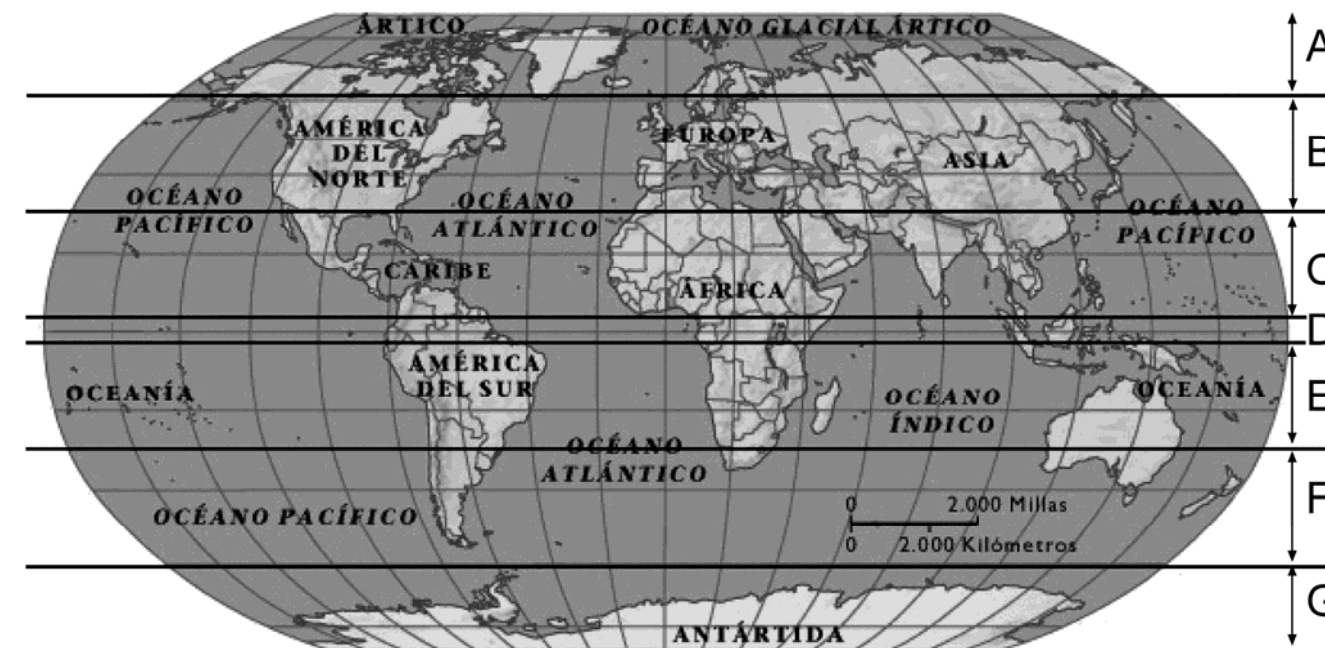 ÁRTICO
OCÉANO GLACIAL ÁRTICO
A
AMÉRICA
DEL
NORTE
EUROPA
ASIA
B
OCÉANO
PACÍFICO
OCÉANO
ATLÁNTICO
OCÉANO
PACÍFICO
CARIBE
ÁFRICA
C
D
AMÉRICA
DEL SUR
OCEANÍA
OCÉANO
ÍNDICO
OCEANÍA
E
OCÉANO
ATLÁNTICO
F
OCÉANO PACÍFICO
0 2.000 Millas
0 2.000 Kilómetros
G
ANTÁRTIDA